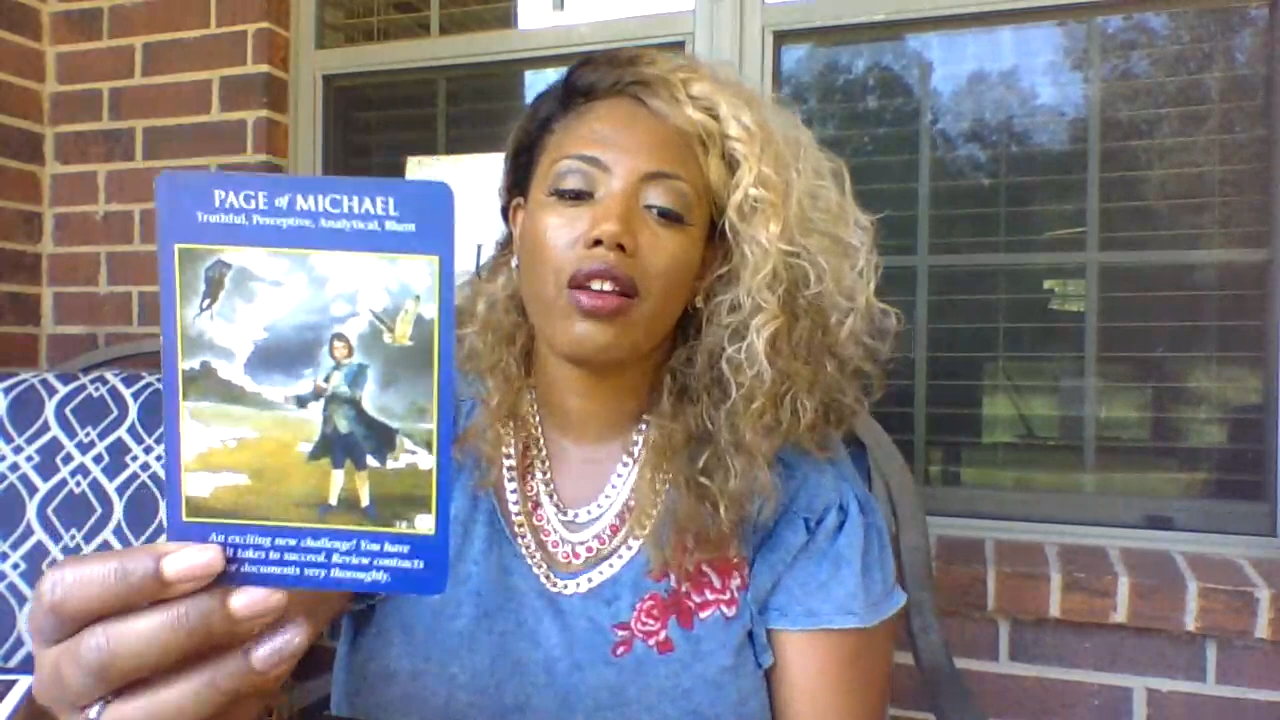 PAGE of MICHAEL
Truthful, Perceptive, Analytical, Blunt
An exciting new challenge! You have
it takes to succeed. Review contracts
or documents very thoroughly.